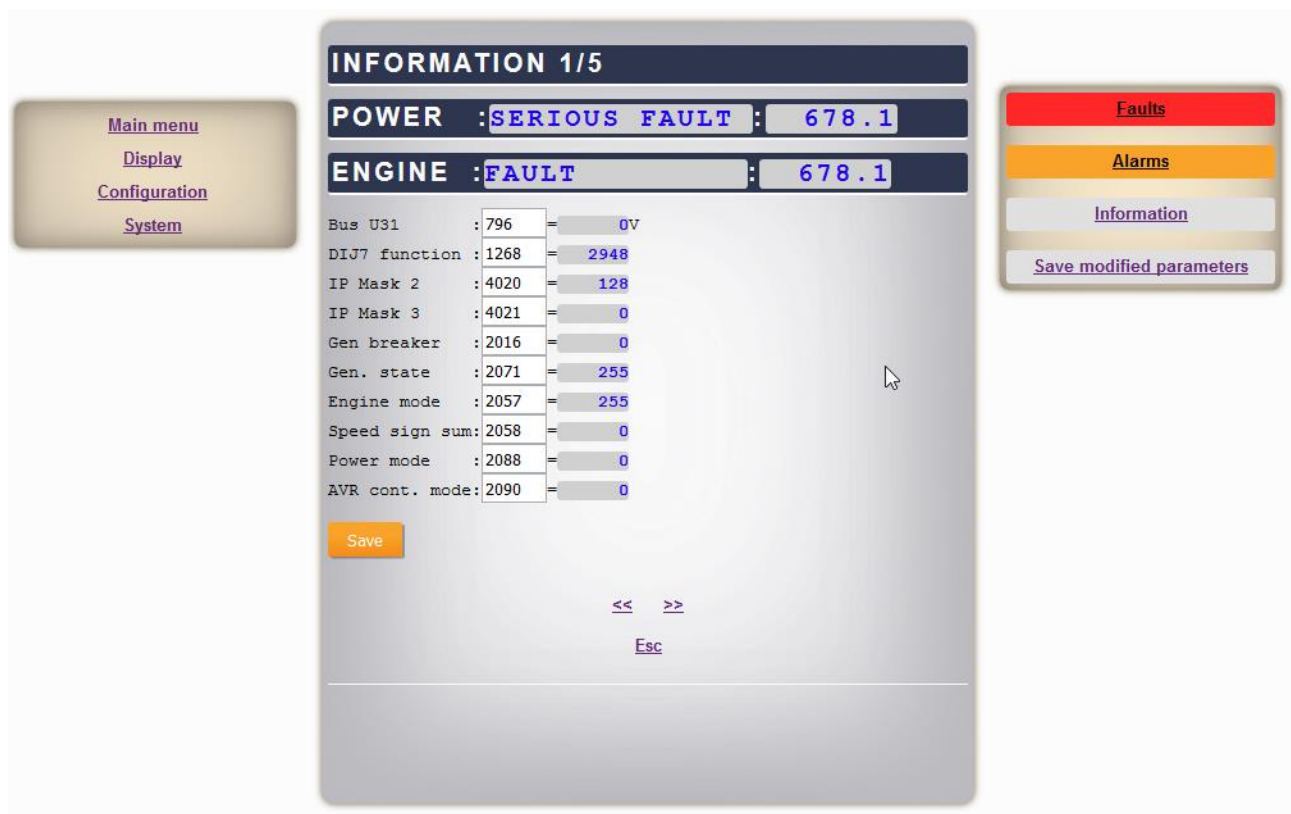 Main menu
Display
Configuration
System
INFORMATION 1/5
POWER :SERIOUS FAULT : 678.1
ENGINE :FAULT : 678.1
Bus U31 :796 = 0V
DIJ7 function :1268 = 2948
IP Mask 2 :4020 = 128
IP Mask 3 :4021 = 0
Gen breaker :2016 = 0
Gen. state :2071 = 255
Engine mode :2057 = 255
Speed sign sum:2058 = 0
Power mode :2088 = 0
AVR cont. mode:2090 = 0
Save
<< >>
Esc
Faults
Alarms
Information
Save modified parameters